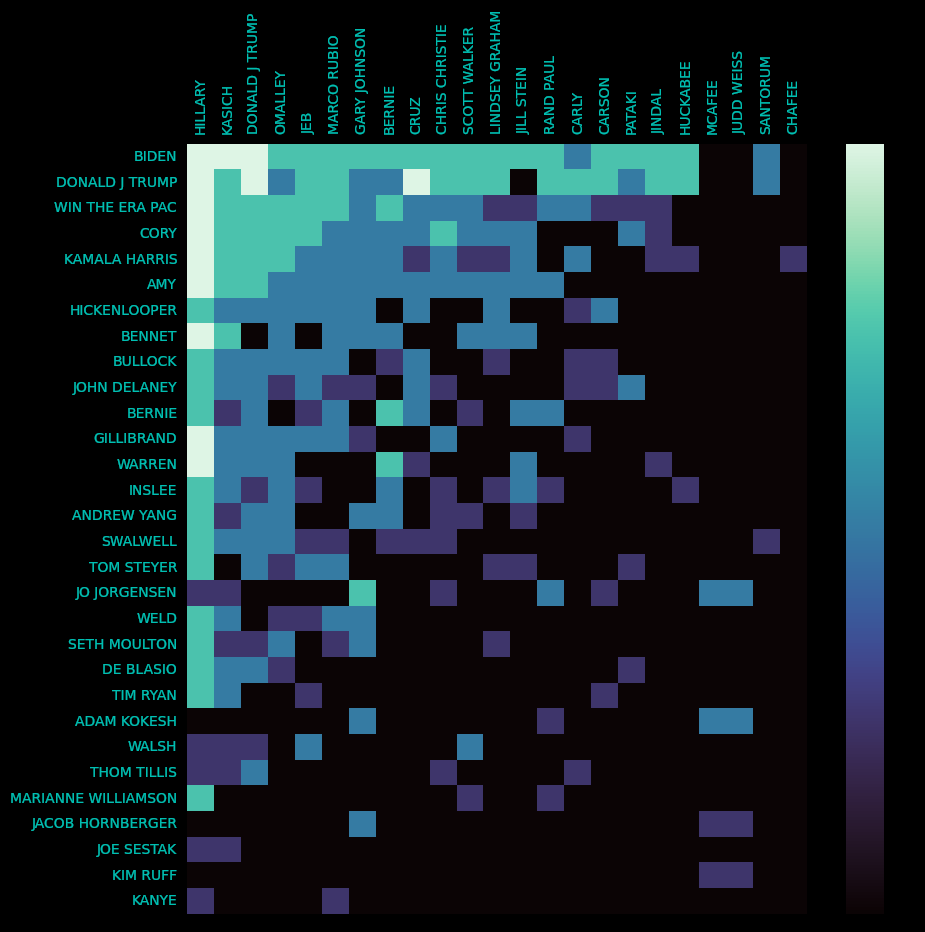 HILLARY
KASICH
DONALD J TRUMP
OMALLEY
JEB
MARCO RUBIO
GARY JOHNSON
BERNIE
CRUZ
CHRIS CHRISTIE
SCOTT WALKER
LINDSEY GRAHAM
JILL STEIN
RAND PAUL
CARLY
CARSON
PATAKI
JINDAL
HUCKABEE
MCAFEE
JUDD WEISS
SANTORUM
CHAFEE
BIDEN
DONALD J TRUMP
WIN THE ERA PAC
CORY
KAMALA HARRIS
AMY
HICKENLOOPER
BENNET
BULLOCK
JOHN DELANEY
BERNIE
GILLIBRAND
WARREN
INSLEE
ANDREW YANG
SWALWELL
TOM STEYER
JO JORGENSEN
WELD
SETH MOULTON
DE BLASIO
TIM RYAN
ADAM KOKESH
WALSH
THOM TILLIS
MARIANNE WILLIAMSON
JACOB HORNBERGER
JOE SESTAK
KIM RUFF
KANYE